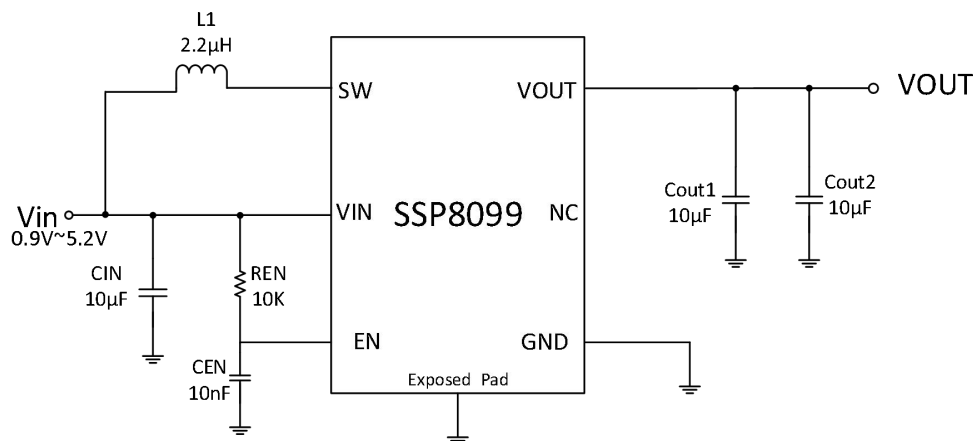 L1
2.2μH
SW
VOUT
VOUT
Vin
0.9V~5.2V
VIN
SSP8099
NC
Cout1
10μF
Cout2
10μF
CIN
10μF
REN
10K
EN
GND
CEN
10nF
Exposed Pad